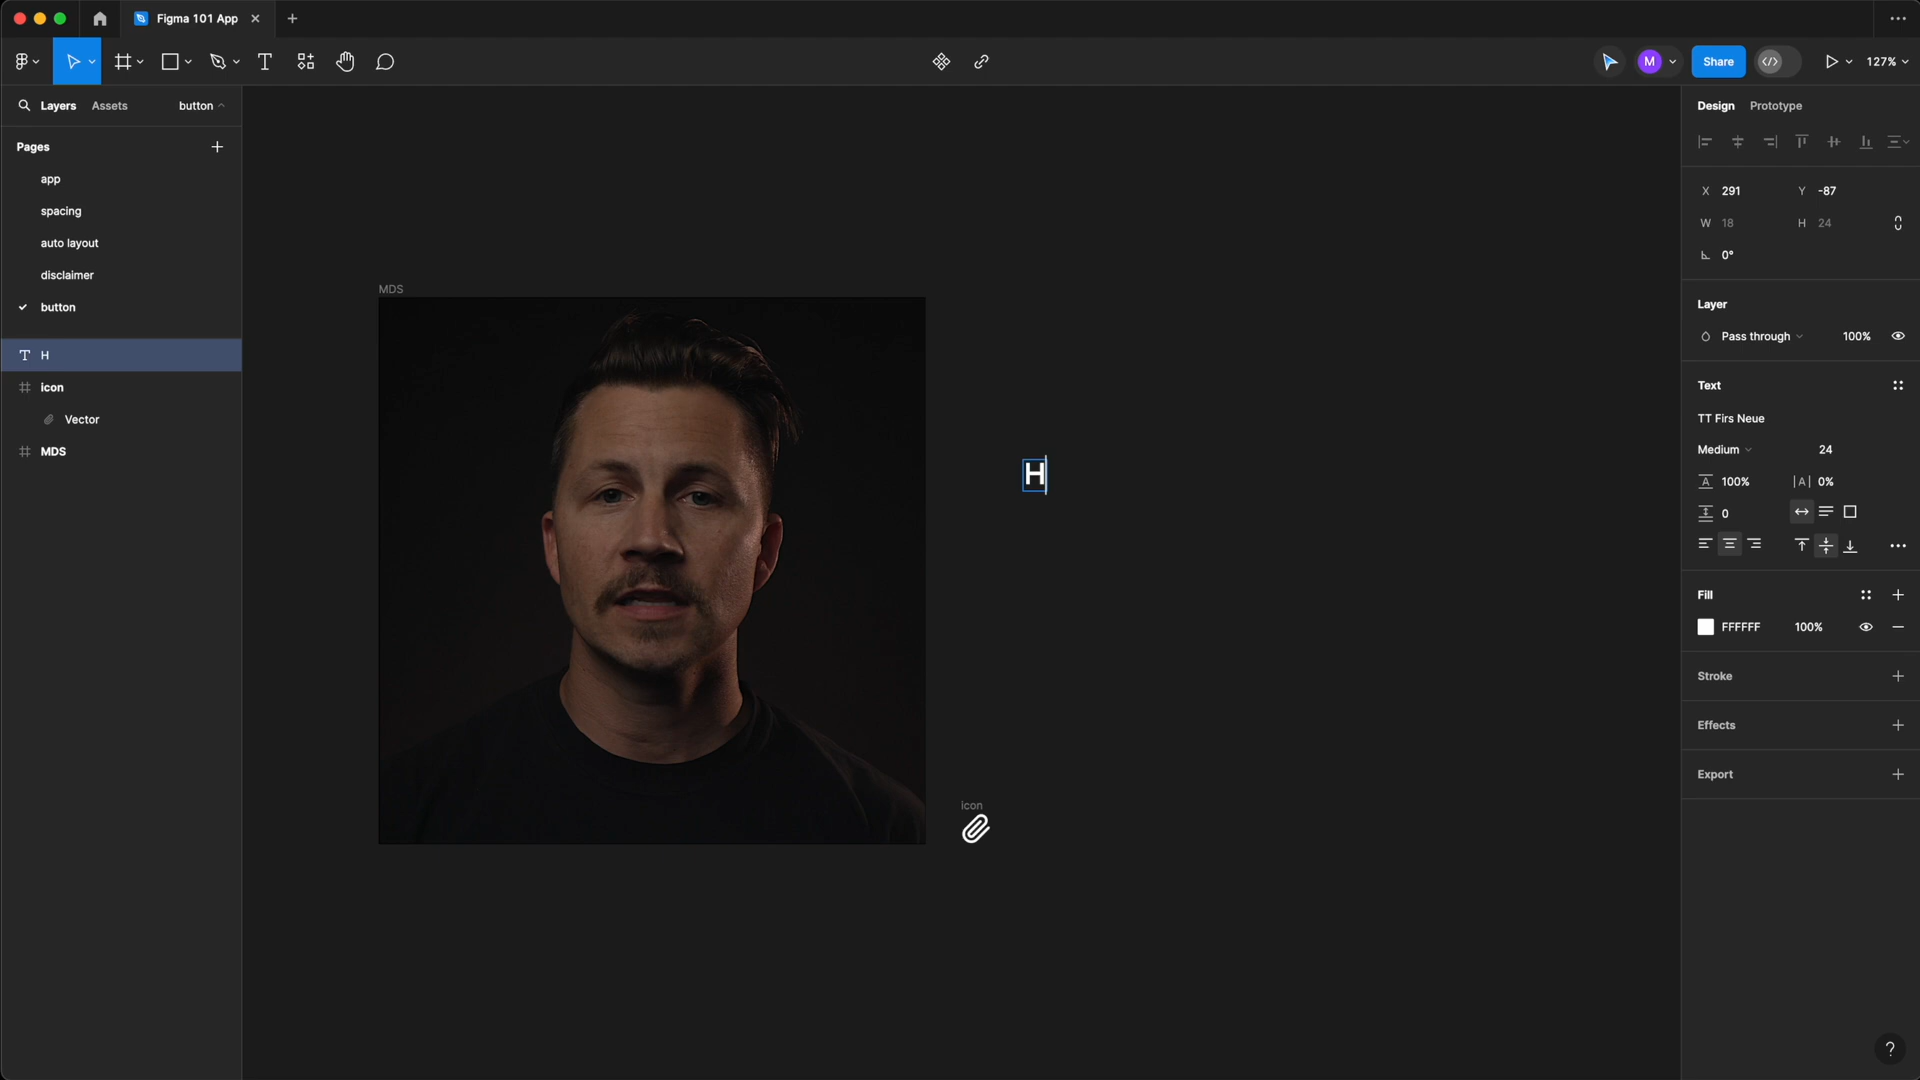 Figma 101 App
T
M
Share
127%
Layers
Assets
button
Pages
app
spacing
auto layout
disclaimer
button
H
icon
Vector
MDS
MDS
H
icon
Design
Prototype
X 291
Y -87
W 18
H 24
0°
Layer
Pass through
100%
Text
TT Firs Neue
Medium
24
100%
0%
0
Fill
FFFFFF
100%
Stroke
Effects
Export
?